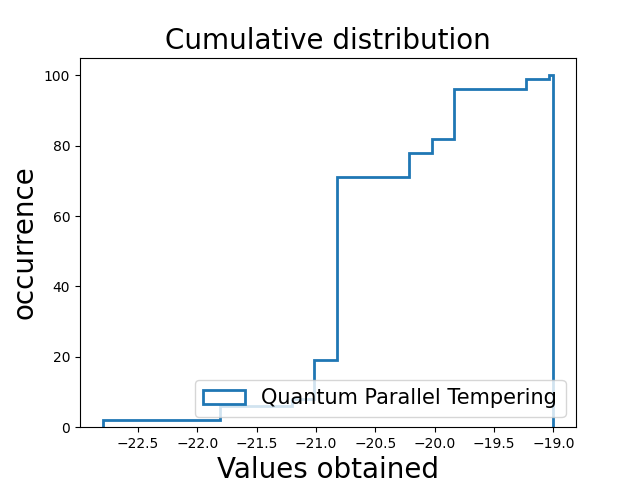 Cumulative distribution
100
80
60
40
20
0
occurrence
Quantum Parallel Tempering
−22.5 −22.0 −21.5 −21.0 −20.5 −20.0 −19.5 −19.0
Values obtained